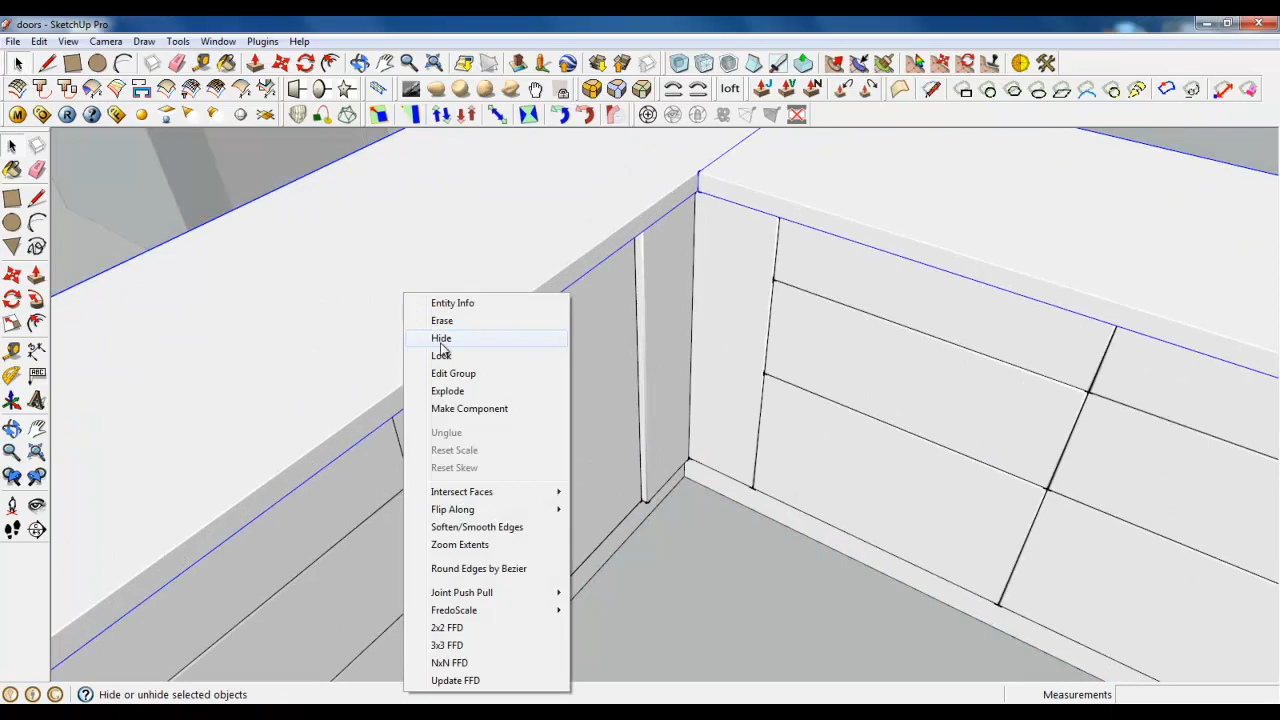 doors - SketchUp Pro
File Edit View Camera Draw Tools Window Plugins Help
loft
M R ?
ABC
Entity Info
Erase
Hide
Lock
Edit Group
Explode
Make Component
Unglue
Reset Scale
Reset Skew
Intersect Faces
Flip Along
Soften/Smooth Edges
Zoom Extents
Round Edges by Bezier
Joint Push Pull
FredoScale
2x2 FFD
3x3 FFD
NxN FFD
Update FFD
Hide or unhide selected objects Measurements